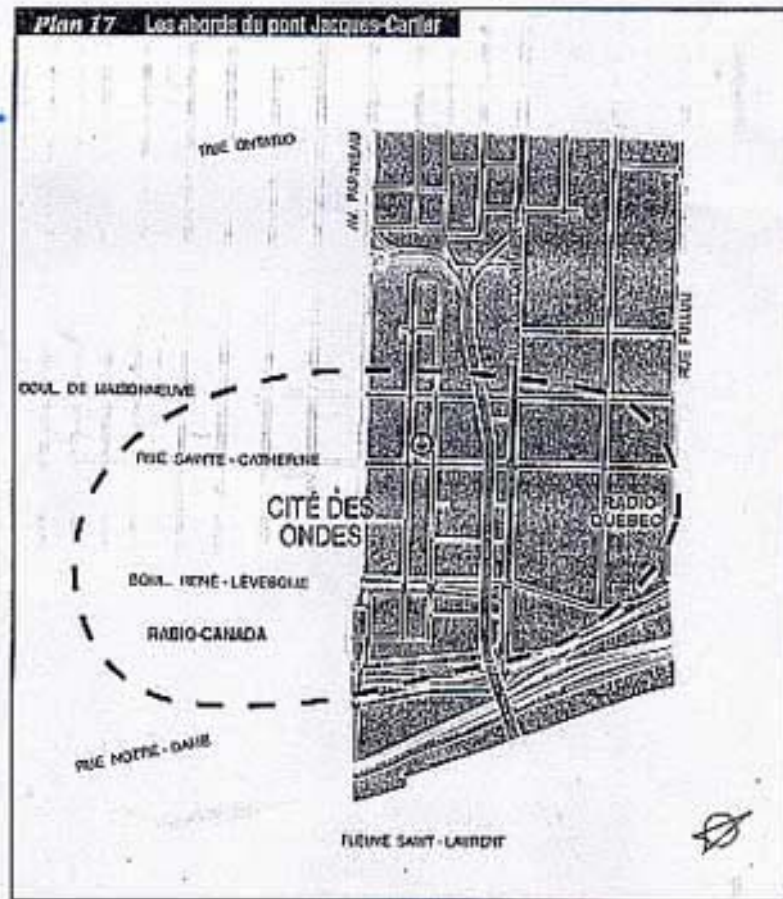 Plan 17 Les abords du pont Jacques-Cartier
RUE ONTARIO
AV. PAPINEAU
RUE FULLUM
BOUL. DE MAISONNEUVE
RUE SAINTE-CATHERINE
CITÉ DES
ONDES
RADIO-
QUÉBEC
BOUL. RENÉ-LÉVESQUE
RADIO-CANADA
RUE NOTRE-DAME
FLEUVE SAINT-LAURENT